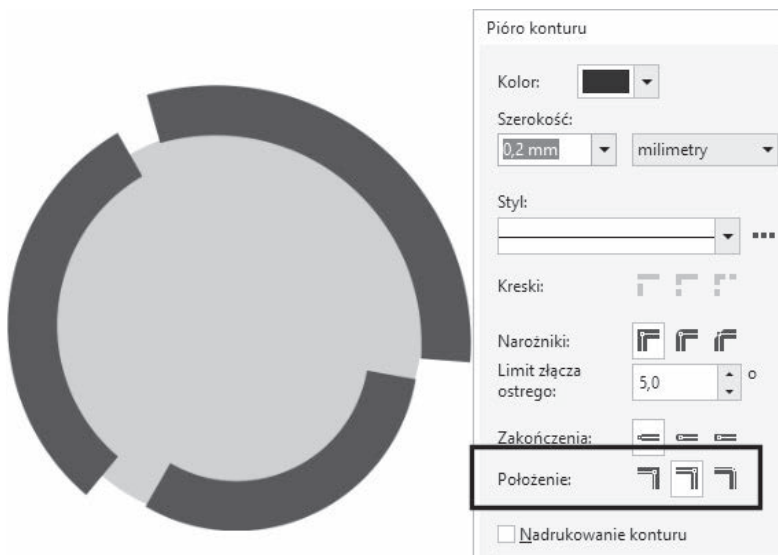 Pióro konturu
Kolor:
Szerokość:
0,2 mm milimetry
Styl:
Kreski:
Narożniki:
Limit złącza
ostrego: 5,0 °
Zakończenia:
Położenie:
Nadrukowanie konturu